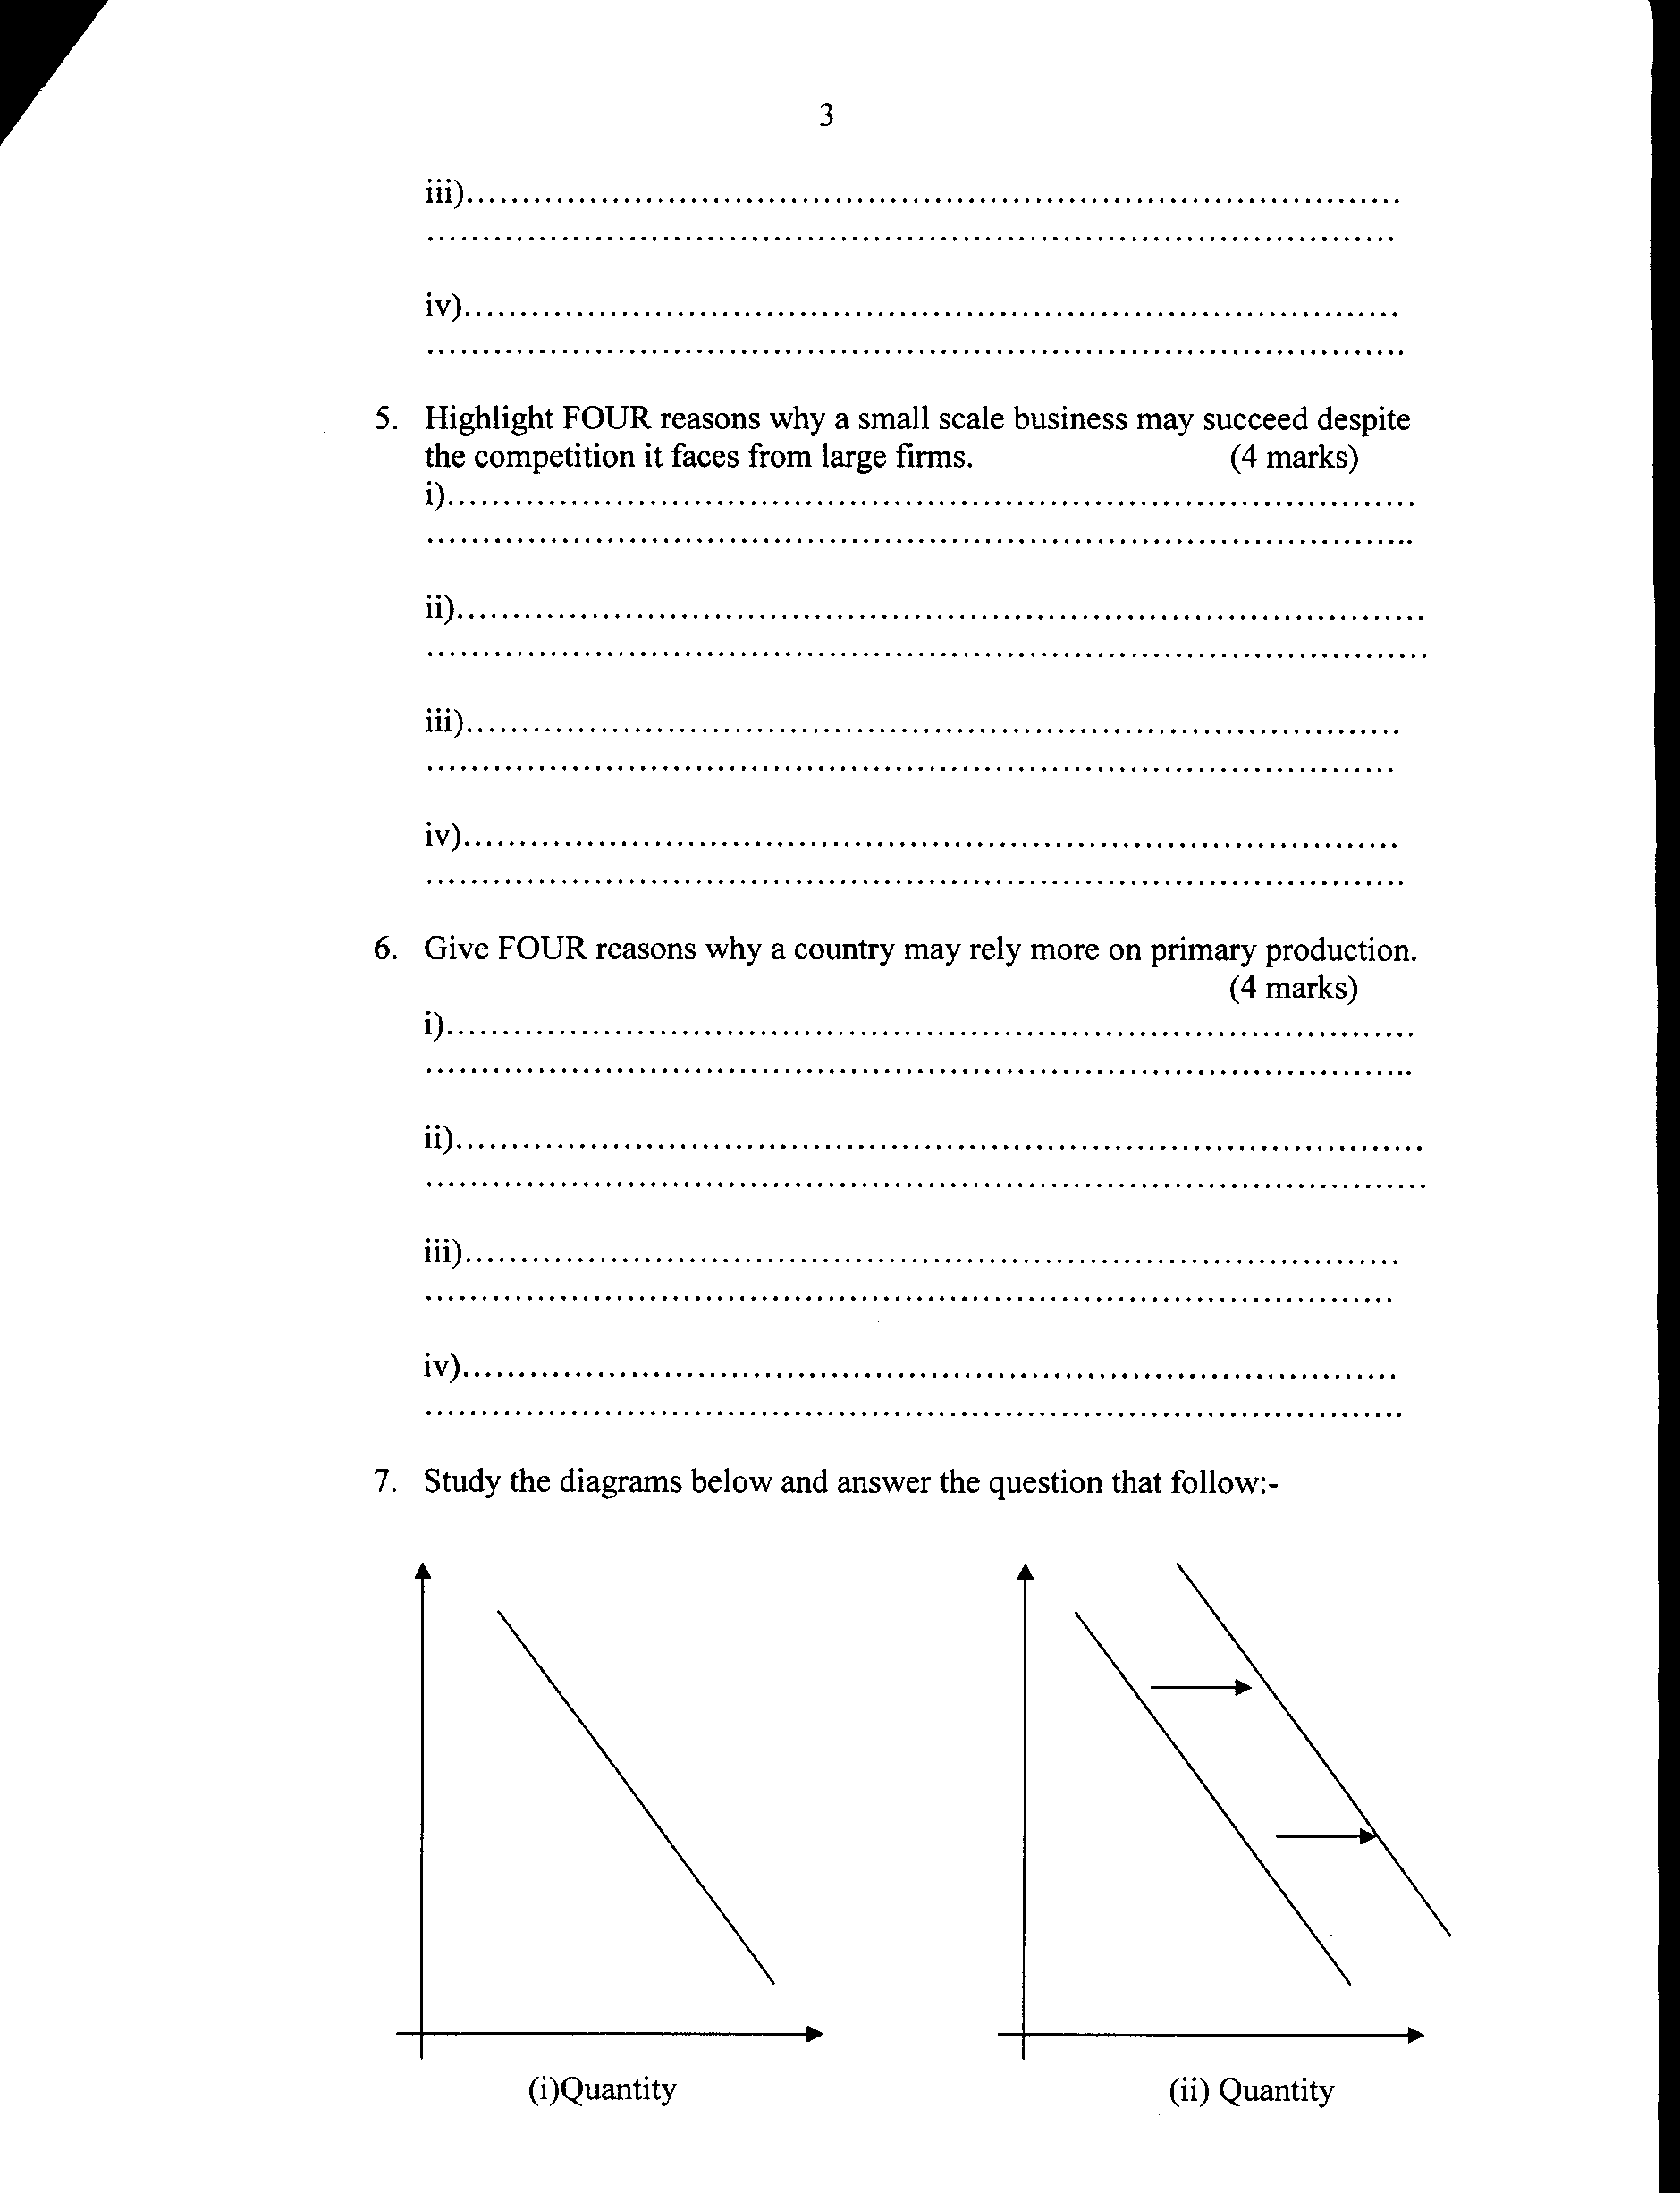 3
iii)....................................................................................
.......................................................................................
iv)....................................................................................
.......................................................................................
5. Highlight FOUR reasons why a small scale business may succeed despite
the competition it faces from large firms. (4 marks)
i).......................................................................................
........................................................................................
ii).......................................................................................
.........................................................................................
iii)....................................................................................
.......................................................................................
iv)....................................................................................
.......................................................................................
6. Give FOUR reasons why a country may rely more on primary production.
(4 marks)
i).......................................................................................
........................................................................................
ii).......................................................................................
.........................................................................................
iii)....................................................................................
.......................................................................................
iv)....................................................................................
.......................................................................................
7. Study the diagrams below and answer the question that follow:-
(i)Quantity (ii) Quantity